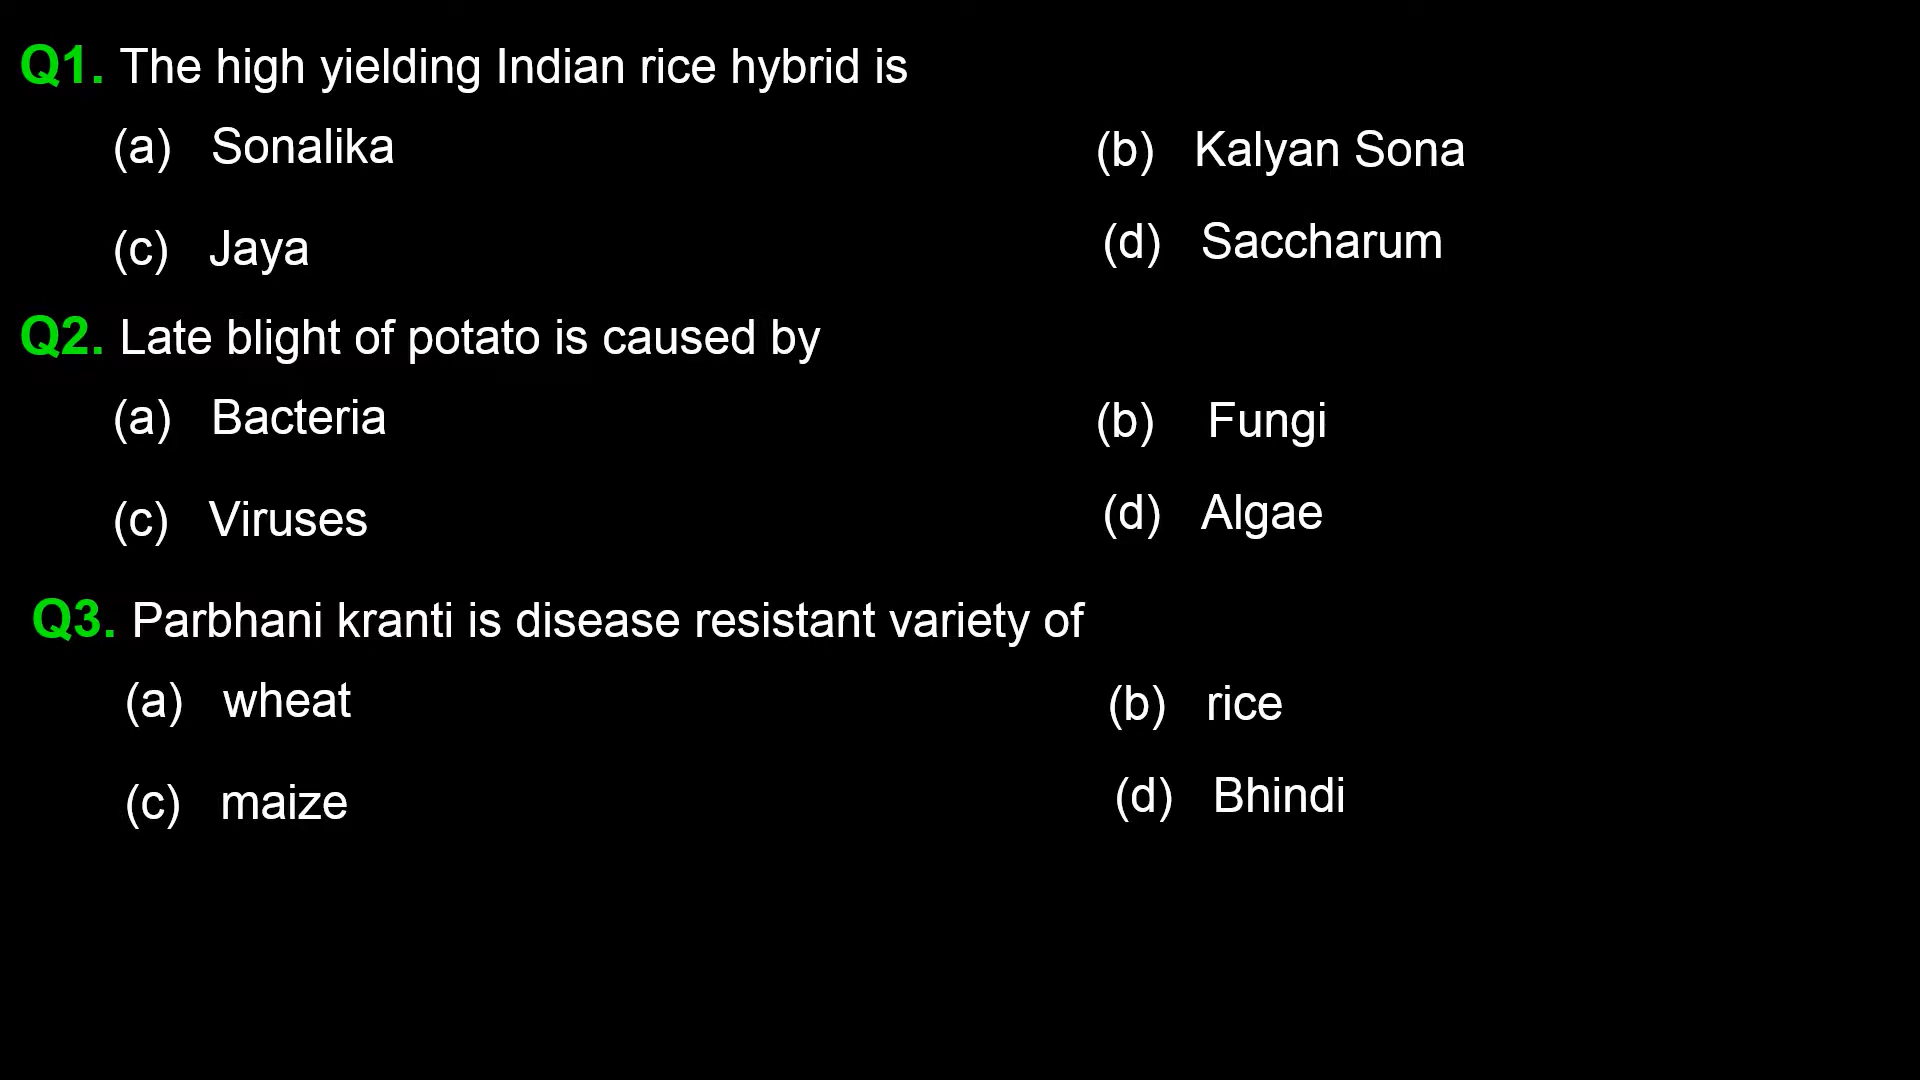 Q1. The high yielding Indian rice hybrid is
(a) Sonalika (b) Kalyan Sona
(c) Jaya (d) Saccharum
Q2. Late blight of potato is caused by
(a) Bacteria (b) Fungi
(c) Viruses (d) Algae
Q3. Parbhani kranti is disease resistant variety of
(a) wheat (b) rice
(c) maize (d) Bhindi